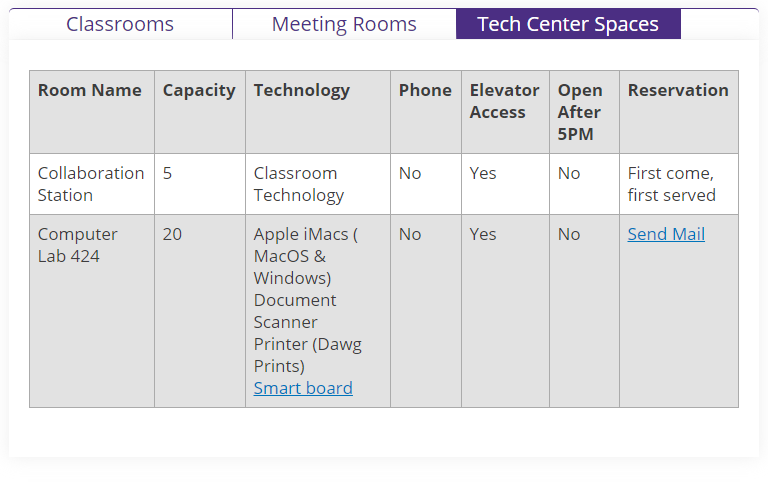 Classrooms
Meeting Rooms
Tech Center Spaces
Room Name
Capacity
Technology
Phone
Elevator
Access
Open
After
5PM
Reservation
Collaboration
Station
5
Classroom
Technology
No
Yes
No
First come,
first served
Computer
Lab 424
20
Apple iMacs (
MacOS &
Windows)
Document
Scanner
Printer (Dawg
Prints)
Smart board
No
Yes
No
Send Mail